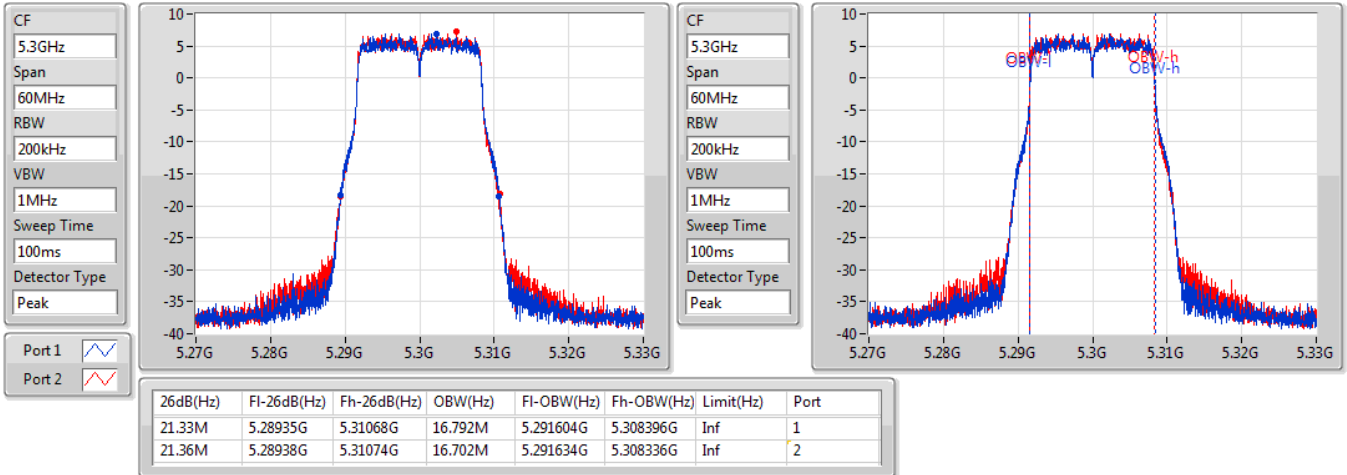 CF
5.3GHz
Span
60MHz
RBW
200kHz
VBW
1MHz
Sweep Time
100ms
Detector Type
Peak
Port 1
Port 2
10
5
0
-5
-10
-15
-20
-25
-30
-35
-40
5.27G 5.28G 5.29G 5.3G 5.31G 5.32G 5.33G
CF
5.3GHz
Span
60MHz
RBW
200kHz
VBW
1MHz
Sweep Time
100ms
Detector Type
Peak
10
5
0
-5
-10
-15
-20
-25
-30
-35
-40
OBW-l
OBW-l
OBW-h
OBW-h
5.27G 5.28G 5.29G 5.3G 5.31G 5.32G 5.33G
26dB(Hz) Fl-26dB(Hz) Fh-26dB(Hz) OBW(Hz) Fl-OBW(Hz) Fh-OBW(Hz) Limit(Hz) Port
21.33M 5.28935G 5.31068G 16.792M 5.291604G 5.308396G Inf 1
21.36M 5.28938G 5.31074G 16.702M 5.291634G 5.308336G Inf 2